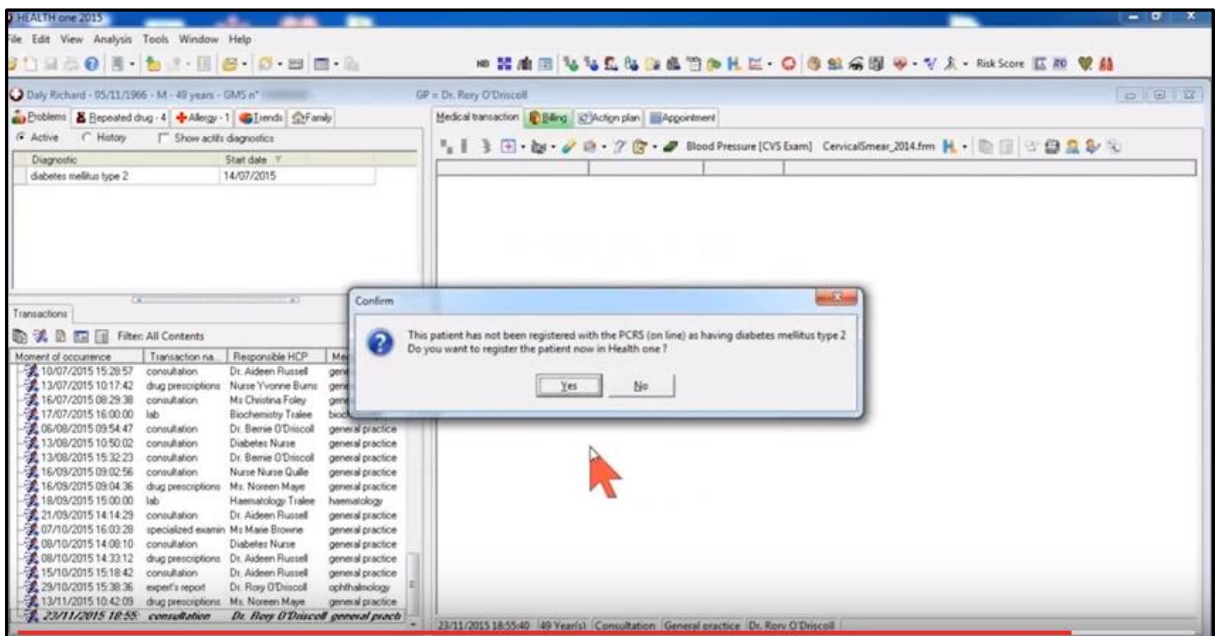 HEALTH one 2015
File Edit View Analysis Tools Window Help
Risk Score
Daly Richard - 05/11/1966 - M - 49 years - GMS n°
GP = Dr. Rory O'Driscoll
Problems Repeated drug - 4 Allergy - 1 Trends Family
Medical transaction Billing Action plan Appointment
Active History Show actifs diagnostics
Blood Pressure [CVS Exam] CervicalSmear_2014.frm
Diagnostic Start date
diabetes mellitus type 2 14/07/2015
Confirm
This patient has not been registered with the PCRS (on line) as having diabetes mellitus type 2
Do you want to register the patient now in Health one ?
Yes No
Transactions
Filter: All Contents
Moment of occurrence Transaction na... Responsible HCP
10/07/2015 15:28:57 consultation Dr. Aideen Russell
13/07/2015 10:17:42 drug prescriptions Nurse Yvonne Burns
16/07/2015 08:29:38 consultation Ms Christina Foley
17/07/2015 16:00:00 lab Biochemistry Tralee
06/08/2015 09:54:47 consultation Dr. Bernie O'Driscoll general practice
13/08/2015 10:50:02 consultation Diabetes Nurse general practice
13/08/2015 15:32:23 consultation Dr. Bernie O'Driscoll general practice
16/09/2015 09:02:56 consultation Nurse Nurse Quille general practice
16/09/2015 09:04:36 drug prescriptions Ms. Noreen Maye general practice
18/09/2015 15:00:00 lab Haematology Tralee haematology
21/09/2015 14:14:29 consultation Dr. Aideen Russell general practice
07/10/2015 16:03:28 specialized examin Ms Marie Browne general practice
08/10/2015 14:08:10 consultation Diabetes Nurse general practice
08/10/2015 14:33:12 drug prescriptions Dr. Aideen Russell general practice
15/10/2015 15:18:42 consultation Dr. Aideen Russell general practice
29/10/2015 15:38:36 expert's report Dr. Rory O'Driscoll ophthalmology
13/11/2015 10:42:09 drug prescriptions Ms. Noreen Maye general practice
23/11/2015 18:55: consultation Dr. Rory O'Driscoll general practi
23/11/2015 18:55:40 49 Year(s) Consultation General practice Dr. Rory O'Driscoll